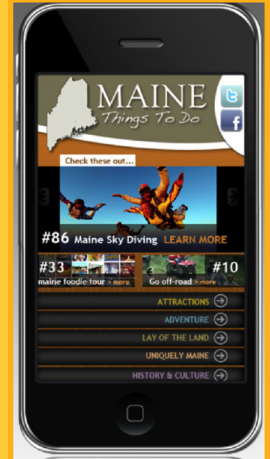 MAINE
Things To Do
Check these out...
#86 Maine Sky Diving LEARN MORE
#33
maine foodie tour > more
#10
Go off-road > more
ATTRACTIONS
ADVENTURE
LAY OF THE LAND
UNIQUELY MAINE
HISTORY & CULTURE